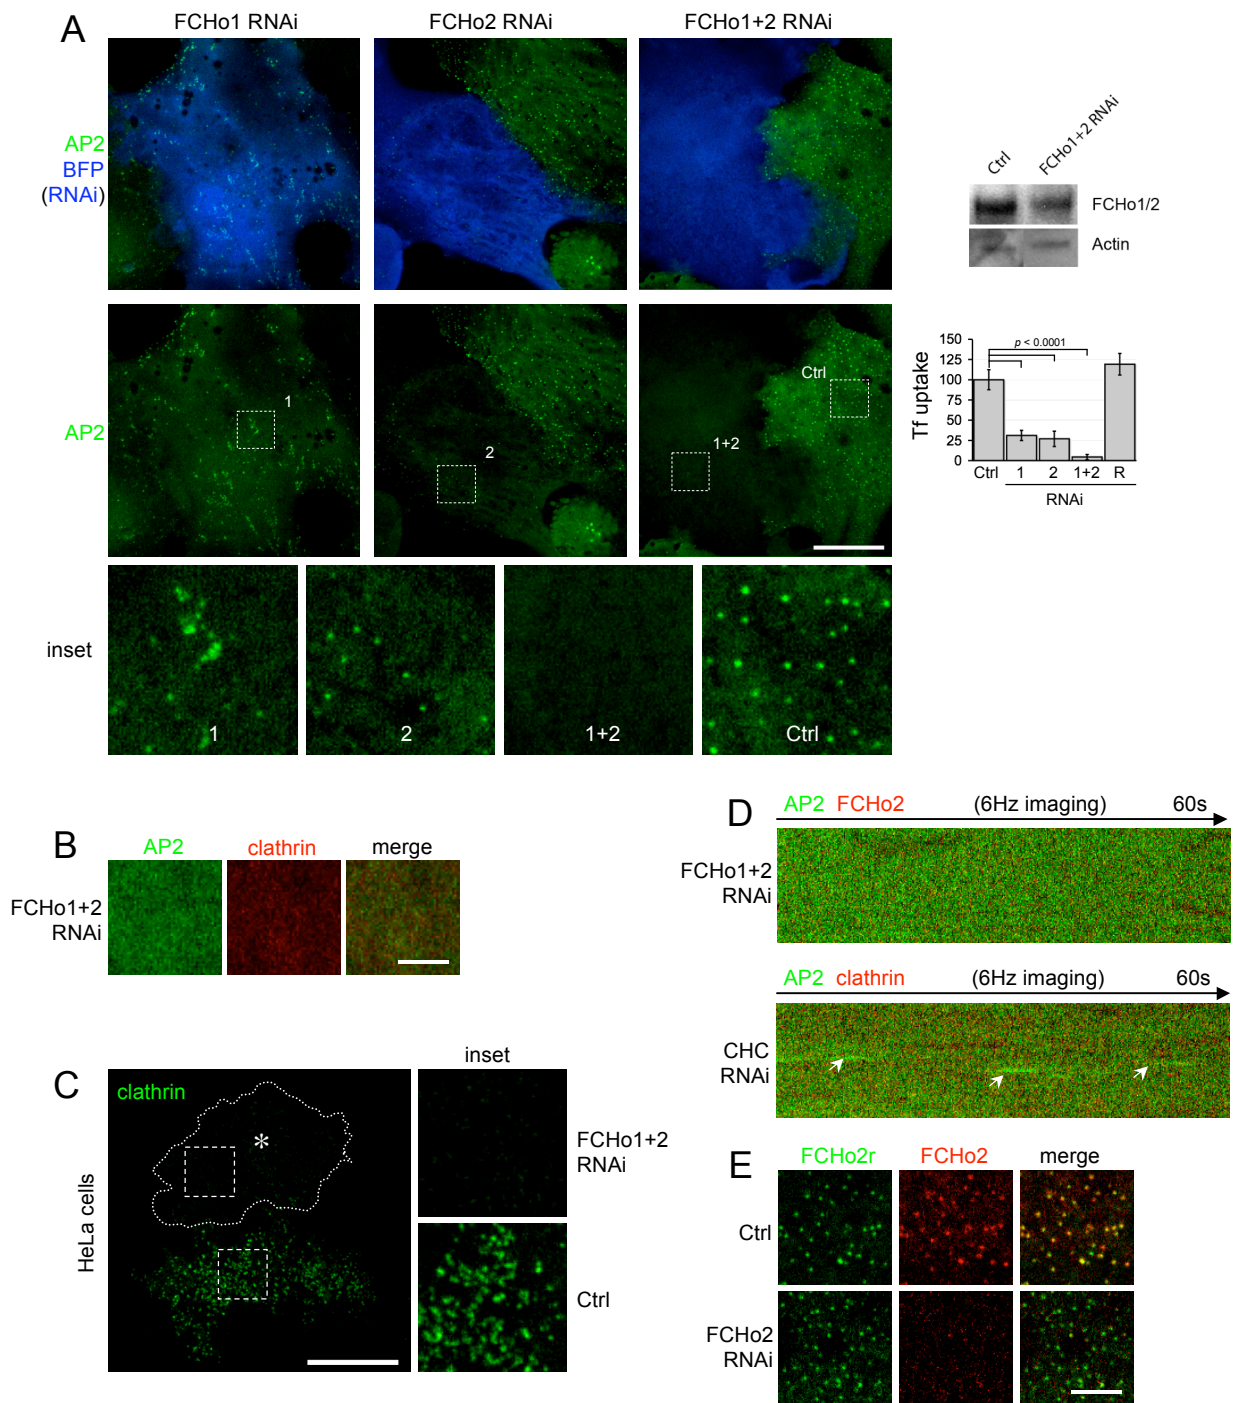 A
FCHo1 RNAi
FCHo2 RNAi
FCHo1+2 RNAi
AP2
BFP
(RNAi)
Ctrl
FCHo1+2 RNAi
FCHo1/2
Actin
AP2
1
2
1+2
Ctrl
Tf uptake
150
125
100
75
50
25
0
p < 0.0001
Ctrl 1 2 1+2 R
RNAi
inset
1
2
1+2
Ctrl
B
AP2
clathrin
merge
FCHo1+2
RNAi
D
AP2 FCHo2 (6Hz imaging) 60s
FCHo1+2
RNAi
AP2 clathrin (6Hz imaging) 60s
CHC
RNAi
C
clathrin
*
HeLa cells
inset
FCHo1+2
RNAi
Ctrl
E
FCHo2r
FCHo2
merge
Ctrl
FCHo2
RNAi